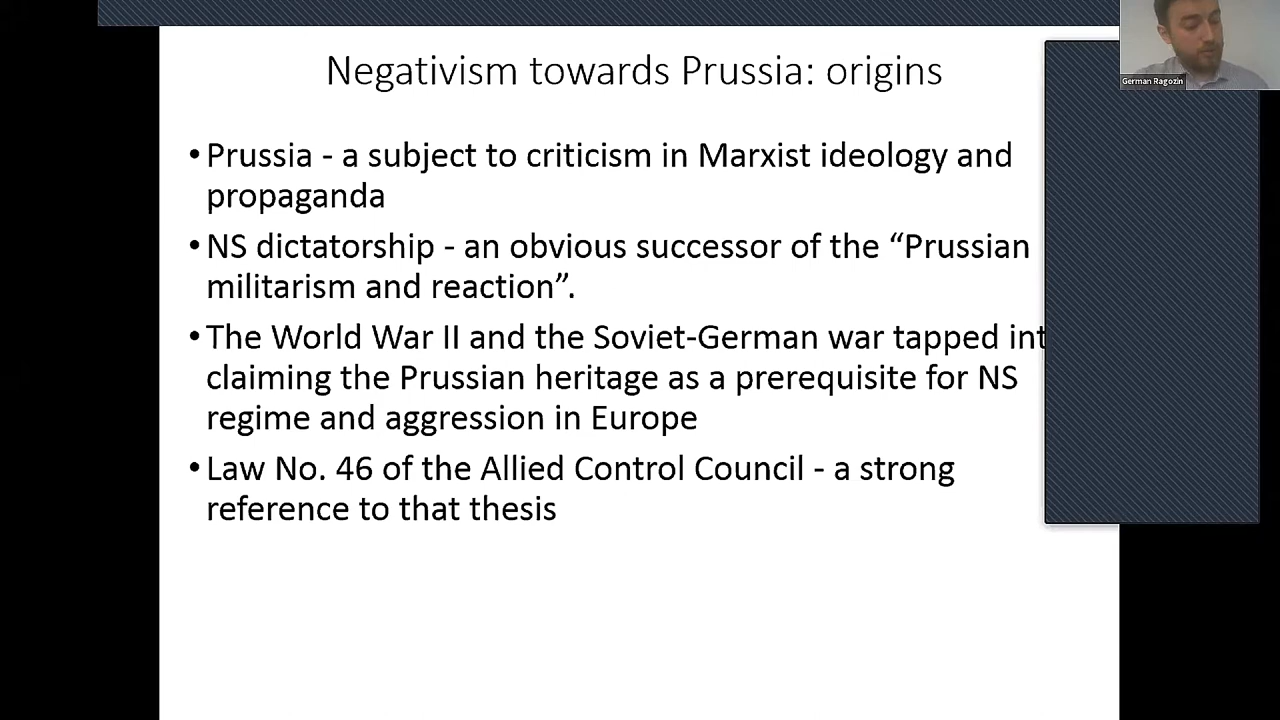 Negativism towards Prussia: origins
German Ragozin
• Prussia - a subject to criticism in Marxist ideology and
propaganda
• NS dictatorship - an obvious successor of the “Prussian
militarism and reaction”.
• The World War II and the Soviet-German war tapped int
claiming the Prussian heritage as a prerequisite for NS
regime and aggression in Europe
• Law No. 46 of the Allied Control Council - a strong
reference to that thesis